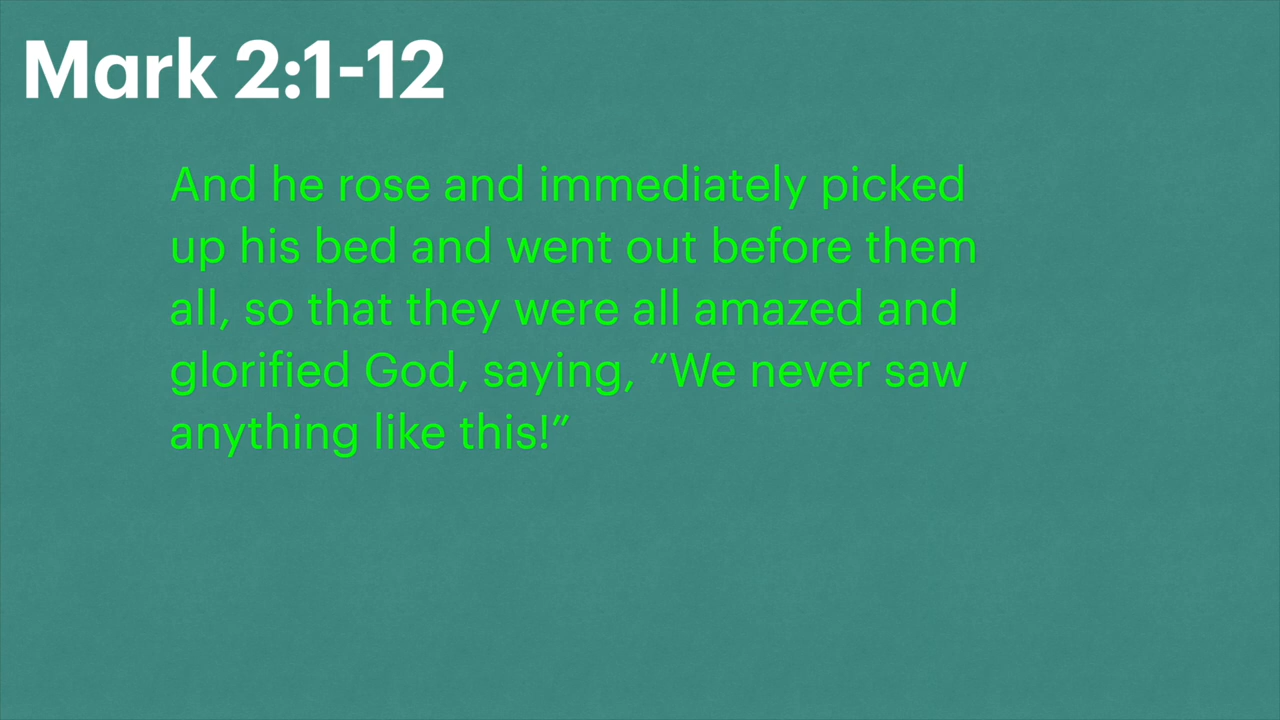 Mark 2:1-12
And he rose and immediately picked
up his bed and went out before them
all, so that they were all amazed and
glorified God, saying, “We never saw
anything like this!”